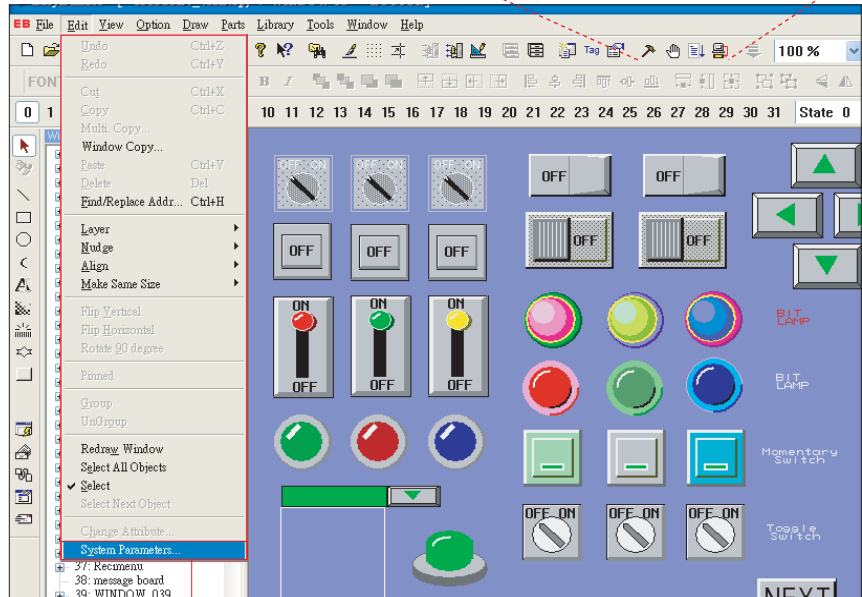 EB File Edit View Option Draw Parts Library Tools Window Help
Tag 100 %
FON B I
0 1 10 11 12 13 14 15 16 17 18 19 20 21 22 23 24 25 26 27 28 29 30 31 State 0
Undo Ctrl+Z
Redo Ctrl+Y
Cut Ctrl+X
Copy Ctrl+C
Multi. Copy...
Window Copy...
Paste Ctrl+V
Delete Del
Find/Replace Addr... Ctrl+H
Layer
Nudge
Align
Make Same Size
Flip Vertical
Flip Horizontal
Rotate 90 degree
Pinned
Group
UnGroup
Redraw Window
Select All Objects
Select
Select Next Object
Change Attribute...
System Parameters...
37: Recimenu
38: message board
39: WINDOW_039
OFF ON OFF ON OFF ON
OFF OFF
OFF OFF OFF
OFF OFF
ON ON ON
OFF OFF OFF
BIT
LAMP
BIT
LAMP
Momentary
Switch
OFF ON OFF ON OFF ON
Toggle
Switch
NEXT